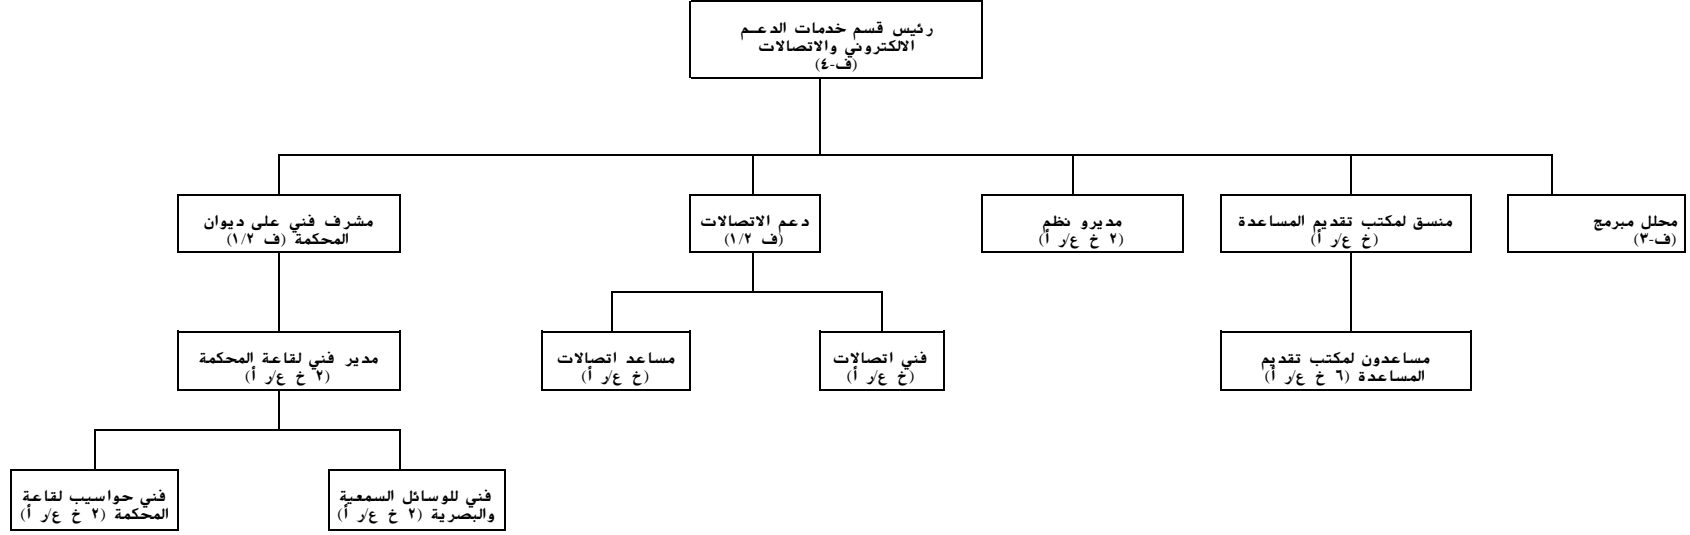 رئيس قسم خدمات الدعم
الالكتروني والاتصالات
(ف-٤)
محلل مبرمج
(ف-٣)
منسق لمكتب تقديم المساعدة
(خ ع/ر أ)
مديرو نظم
(٢ خ ع/ر أ)
دعم الاتصالات
(ف ١/٢)
مشرف فني على ديوان
المحكمة (ف ١/٢)
مساعدون لمكتب تقديم
المساعدة (٦ خ ع/ر أ)
فني اتصالات
(خ ع/ر أ)
مساعد اتصالات
(خ ع/ر أ)
مدير فني لقاعة المحكمة
(٢ خ ع/ر أ)
فني للوسائل السمعية
والبصرية (٢ خ ع/ر أ)
فني حواسيب لقاعة
المحكمة (٢ خ ع/ر أ)